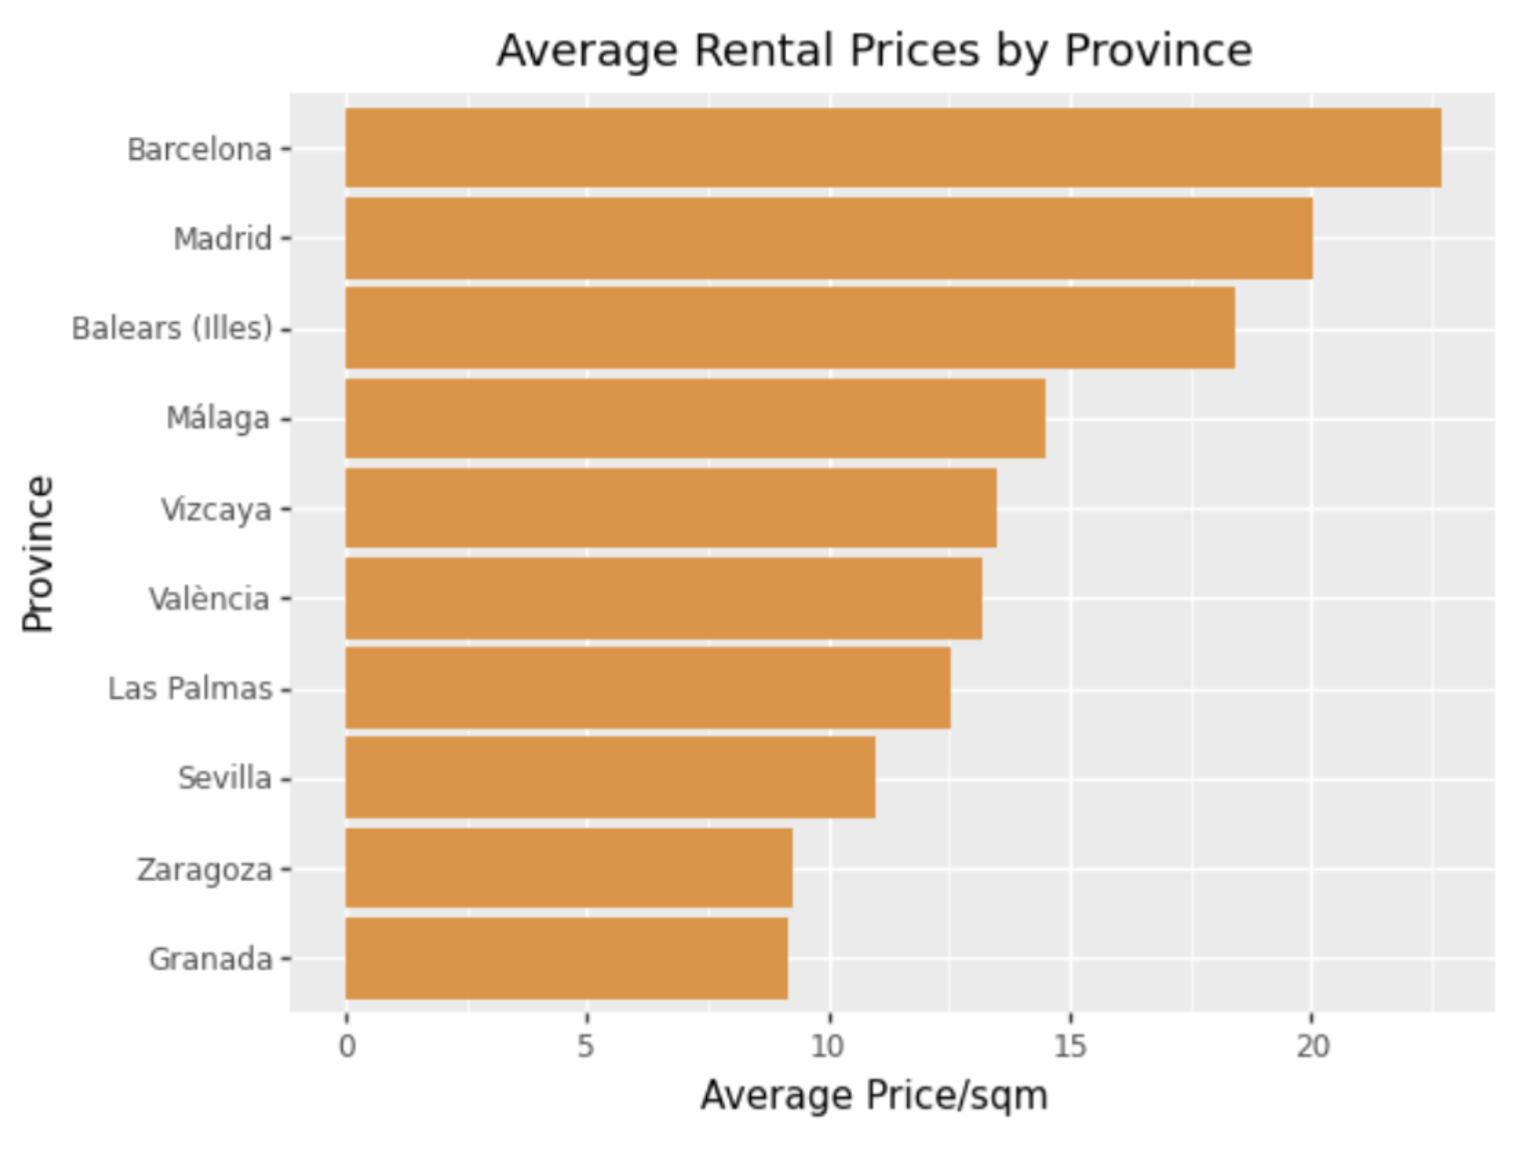 Average Rental Prices by Province
Barcelona
Madrid
Balears (Illes)
Málaga
Vizcaya
València
Las Palmas
Sevilla
Zaragoza
Granada
Province
0 5 10 15 20
Average Price/sqm